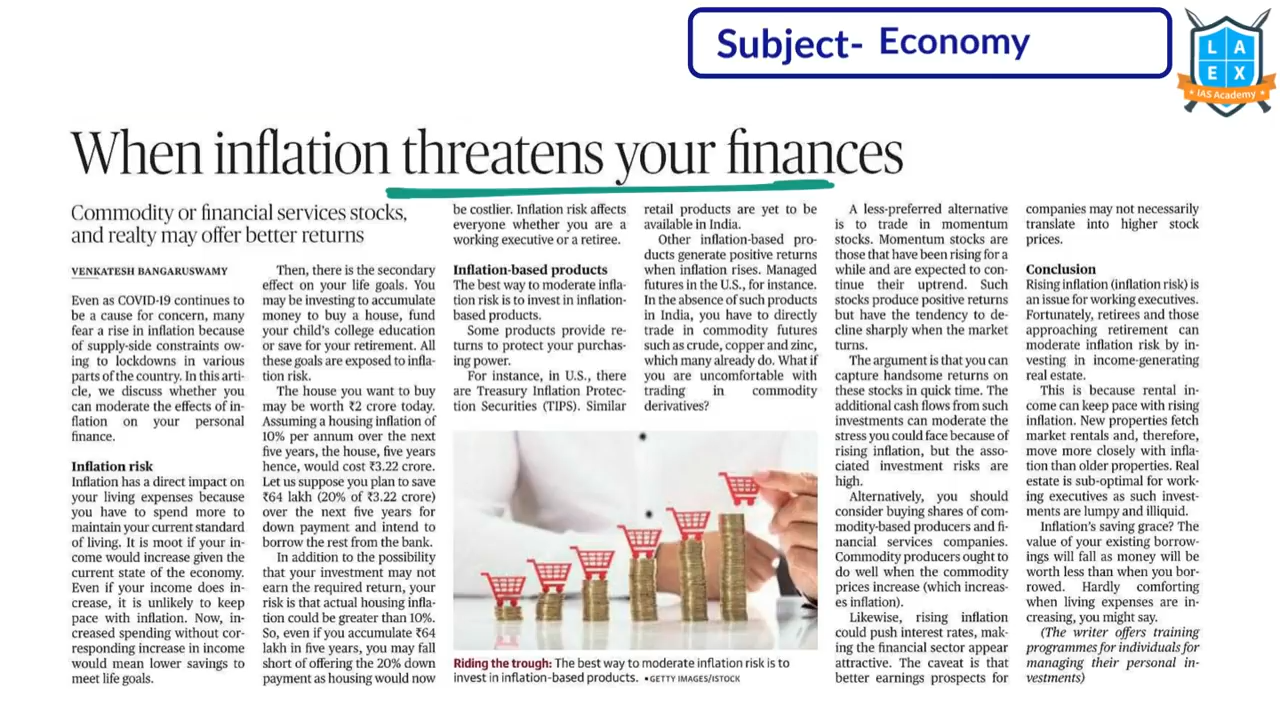 Subject- Economy
L A
E X
IAS Academy
When inflation threatens your finances
Commodity or financial services stocks,
and realty may offer better returns
VENKATESH BANGARUSWAMY
Even as COVID-19 continues to
be a cause for concern, many
fear a rise in inflation because
of supply-side constraints ow-
ing to lockdowns in various
parts of the country. In this arti-
cle, we discuss whether you
can moderate the effects of in-
flation on your personal
finance.
Inflation risk
Inflation has a direct impact on
your living expenses because
you have to spend more to
maintain your current standard
of living. It is moot if your in-
come would increase given the
current state of the economy.
Even if your income does in-
crease, it is unlikely to keep
pace with inflation. Now, in-
creased spending without cor-
responding increase in income
would mean lower savings to
meet life goals.
Then, there is the secondary
effect on your life goals. You
may be investing to accumulate
money to buy a house, fund
your child's college education
or save for your retirement. All
these goals are exposed to infla-
tion risk.
The house you want to buy
may be worth ₹2 crore today.
Assuming a housing inflation of
10% per annum over the next
five years, the house, five years
hence, would cost ₹3.22 crore.
Let us suppose you plan to save
₹64 lakh (20% of ₹3.22 crore)
over the next five years for
down payment and intend to
borrow the rest from the bank.
In addition to the possibility
that your investment may not
earn the required return, your
risk is that actual housing infla-
tion could be greater than 10%.
So, even if you accumulate ₹64
lakh in five years, you may fall
short of offering the 20% down
payment as housing would now
be costlier. Inflation risk affects
everyone whether you are a
working executive or a retiree.
Inflation-based products
The best way to moderate infla-
tion risk is to invest in inflation-
based products.
Some products provide re-
turns to protect your purchas-
ing power.
For instance, in U.S., there
are Treasury Inflation Protec-
tion Securities (TIPS). Similar
retail products are yet to be
available in India.
Other inflation-based pro-
ducts generate positive returns
when inflation rises. Managed
futures in the U.S., for instance.
In the absence of such products
in India, you have to directly
trade in commodity futures
such as crude, copper and zinc,
which many already do. What if
you are uncomfortable with
trading in commodity
derivatives?
Riding the trough: The best way to moderate inflation risk is to
invest in inflation-based products. •GETTY IMAGES/ISTOCK
A less-preferred alternative
is to trade in momentum
stocks. Momentum stocks are
those that have been rising for a
while and are expected to con-
tinue their uptrend. Such
stocks produce positive returns
but have the tendency to de-
cline sharply when the market
turns.
The argument is that you can
capture handsome returns on
these stocks in quick time. The
additional cash flows from such
investments can moderate the
stress you could face because of
rising inflation, but the asso-
ciated investment risks are
high.
Alternatively, you should
consider buying shares of com-
modity-based producers and fi-
nancial services companies.
Commodity producers ought to
do well when the commodity
prices increase (which increas-
es inflation).
Likewise, rising inflation
could push interest rates, mak-
ing the financial sector appear
attractive. The caveat is that
better earnings prospects for
companies may not necessarily
translate into higher stock
prices.
Conclusion
Rising inflation (inflation risk) is
an issue for working executives.
Fortunately, retirees and those
approaching retirement can
moderate inflation risk by in-
vesting in income-generating
real estate.
This is because rental in-
come can keep pace with rising
inflation. New properties fetch
market rentals and, therefore,
move more closely with infla-
tion than older properties. Real
estate is sub-optimal for work-
ing executives as such invest-
ments are lumpy and illiquid.
Inflation's saving grace? The
value of your existing borrow-
ings will fall as money will be
worth less than when you bor-
rowed. Hardly comforting
when living expenses are in-
creasing, you might say.
(The writer offers training
programmes for individuals for
managing their personal in-
vestments)